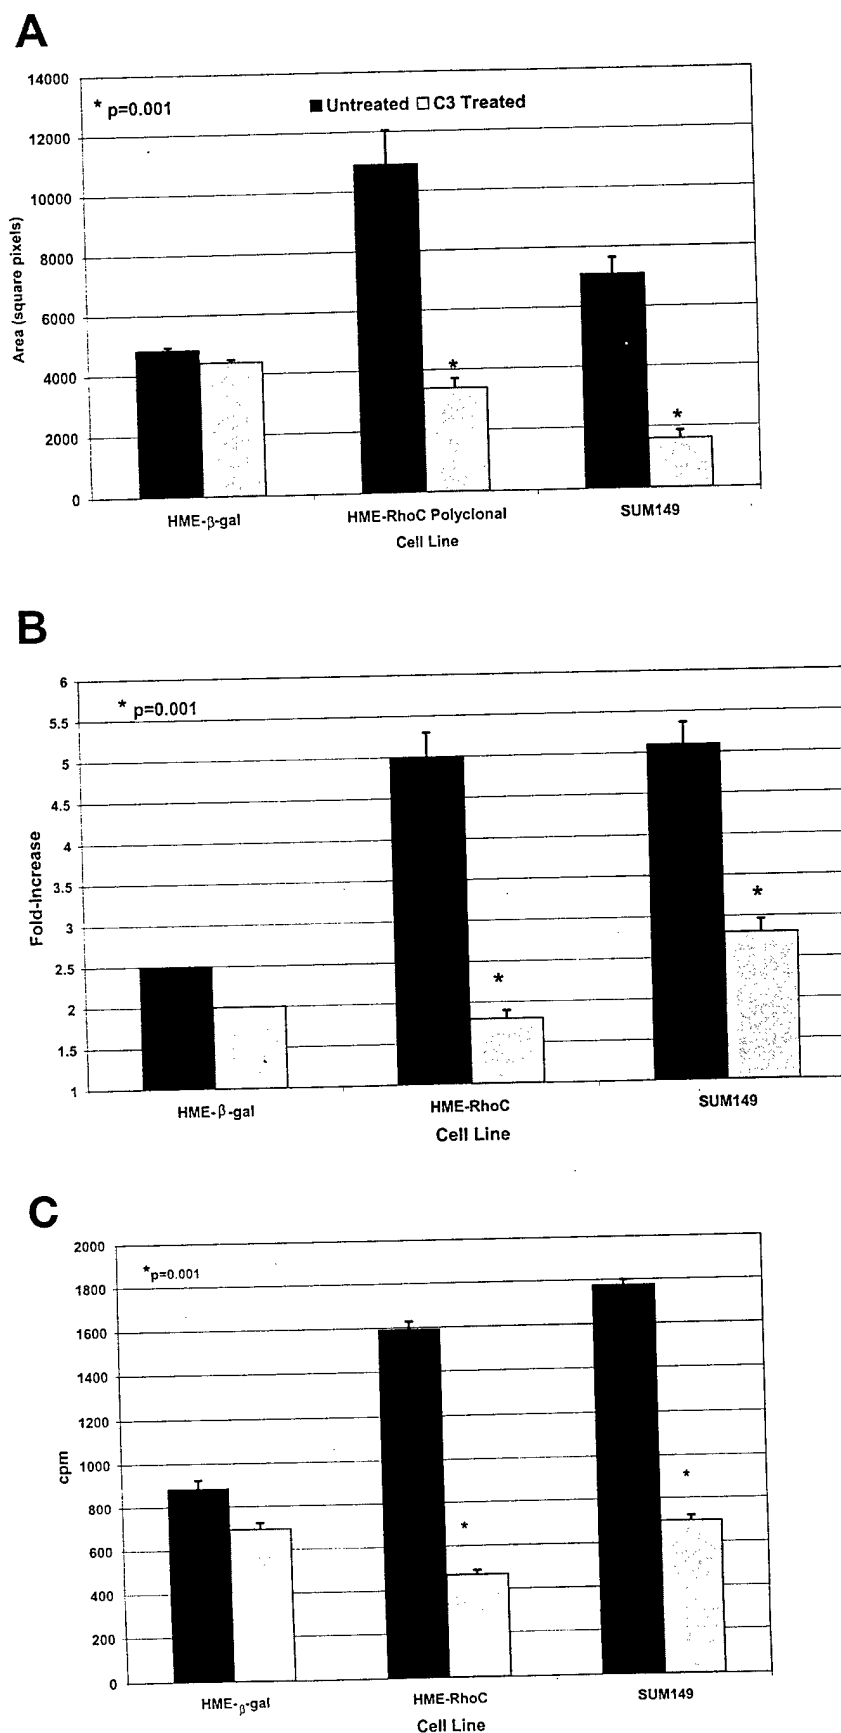 A
14000
12000
10000
8000
6000
4000
2000
0
Area (square pixels)
* p=0.001
Untreated C3 Treated
*
*
HME-β-gal HME-RhoC Polyclonal SUM149
Cell Line
B
6
5.5
5
4.5
4
3.5
3
2.5
2
1.5
1
Fold-Increase
* p=0.001
*
*
HME-β-gal HME-RhoC SUM149
Cell Line
C
2000
1800
1600
1400
1200
1000
800
600
400
200
0
cpm
*p=0.001
*
*
HME-β-gal HME-RhoC SUM149
Cell Line